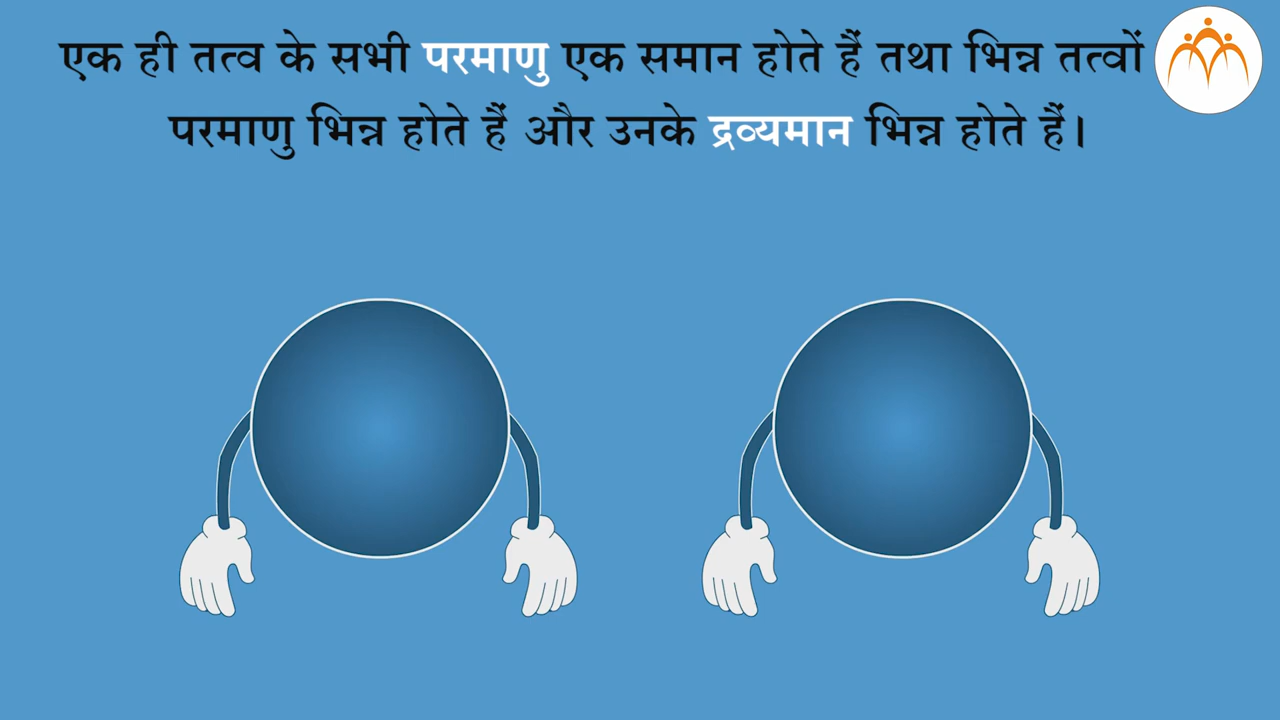 एक ही तत्व के सभी परमाणु एक समान होते हैं तथा भिन्न तत्वों
परमाणु भिन्न होते हैं और उनके द्रव्यमान भिन्न होते हैं।